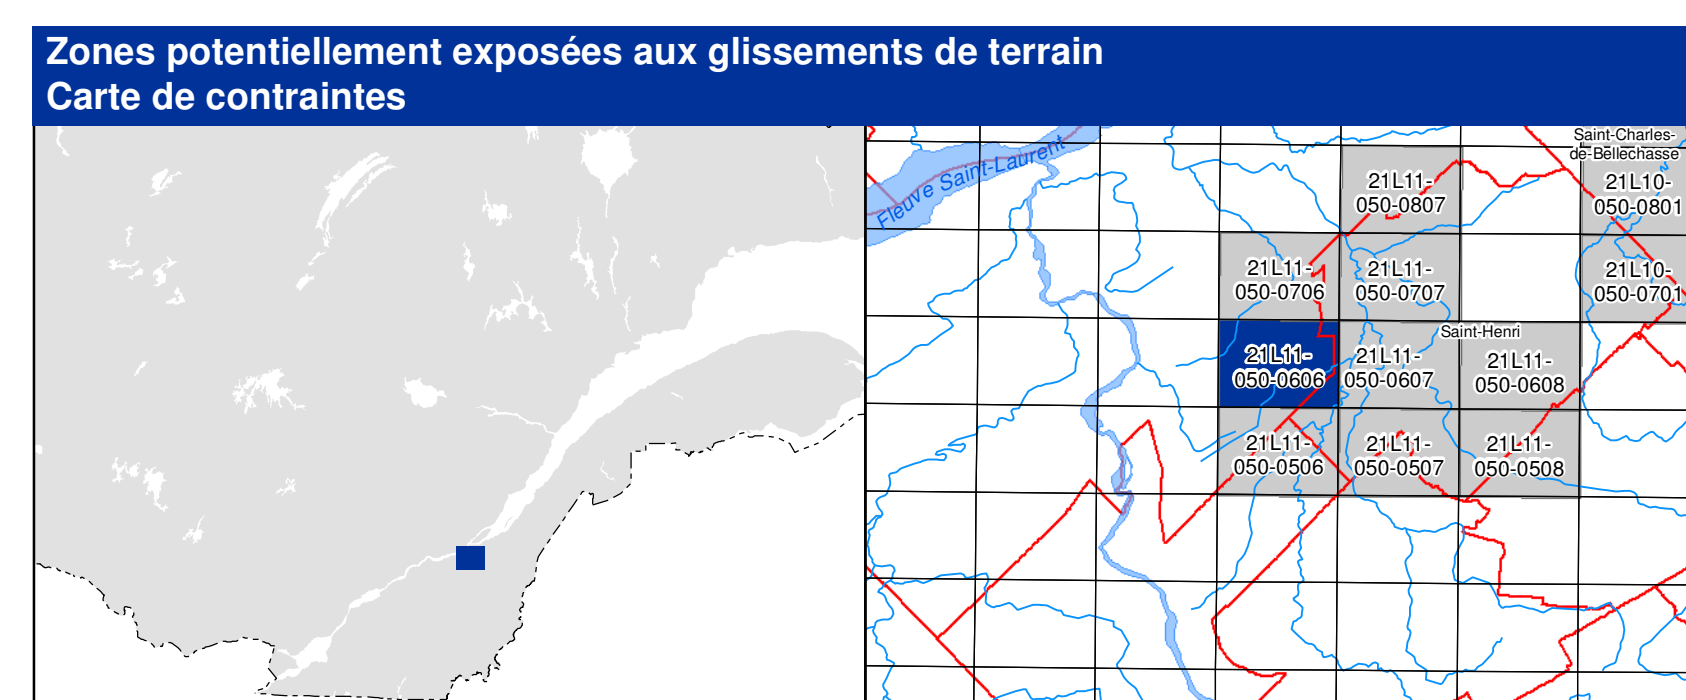 Zones potentiellement exposées aux glissements de terrain
Carte de contraintes
Fleuve Saint-Laurent
Saint-Charles-
de-Bellechasse
21L11-
050-0807
21L10-
050-0801
21L11-
050-0706
21L11-
050-0707
21L10-
050-0701
Saint-Henri
21L11-
050-0606
21L11-
050-0607
21L11-
050-0608
21L11-
050-0506
21L11-
050-0507
21L11-
050-0508